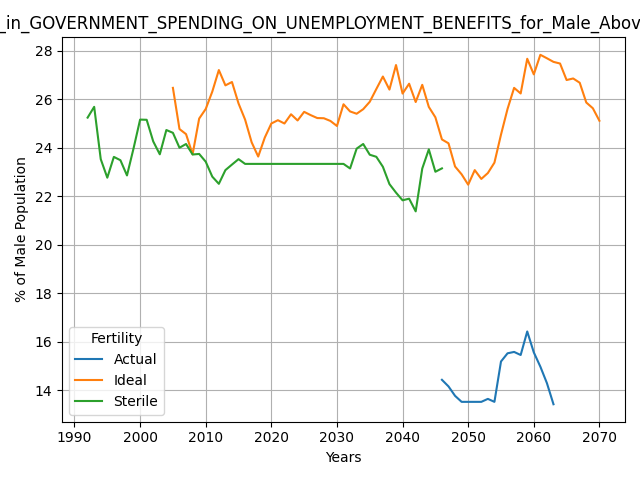 _in_GOVERNMENT_SPENDING_ON_UNEMPLOYMENT_BENEFITS_for_Male_Abov
28
26
24
22
20
18
16
14
% of Male Population
Fertility
Actual
Ideal
Sterile
1990 2000 2010 2020 2030 2040 2050 2060 2070
Years